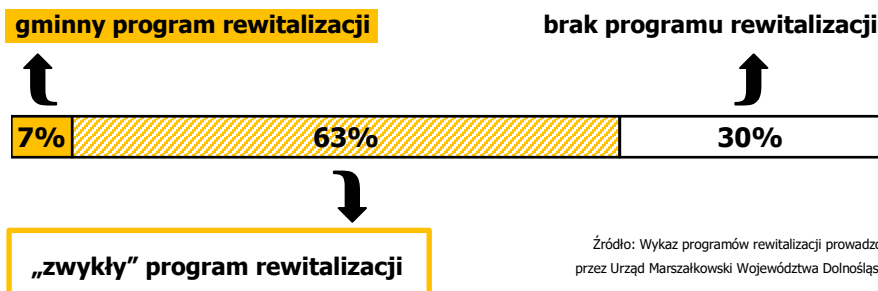 gminny program rewitalizacji
brak programu rewitalizacji
7%
63%
30%
„zwykły” program rewitalizacji
Źródło: Wykaz programów rewitalizacji
przez Urząd Marszałkowski Województwa